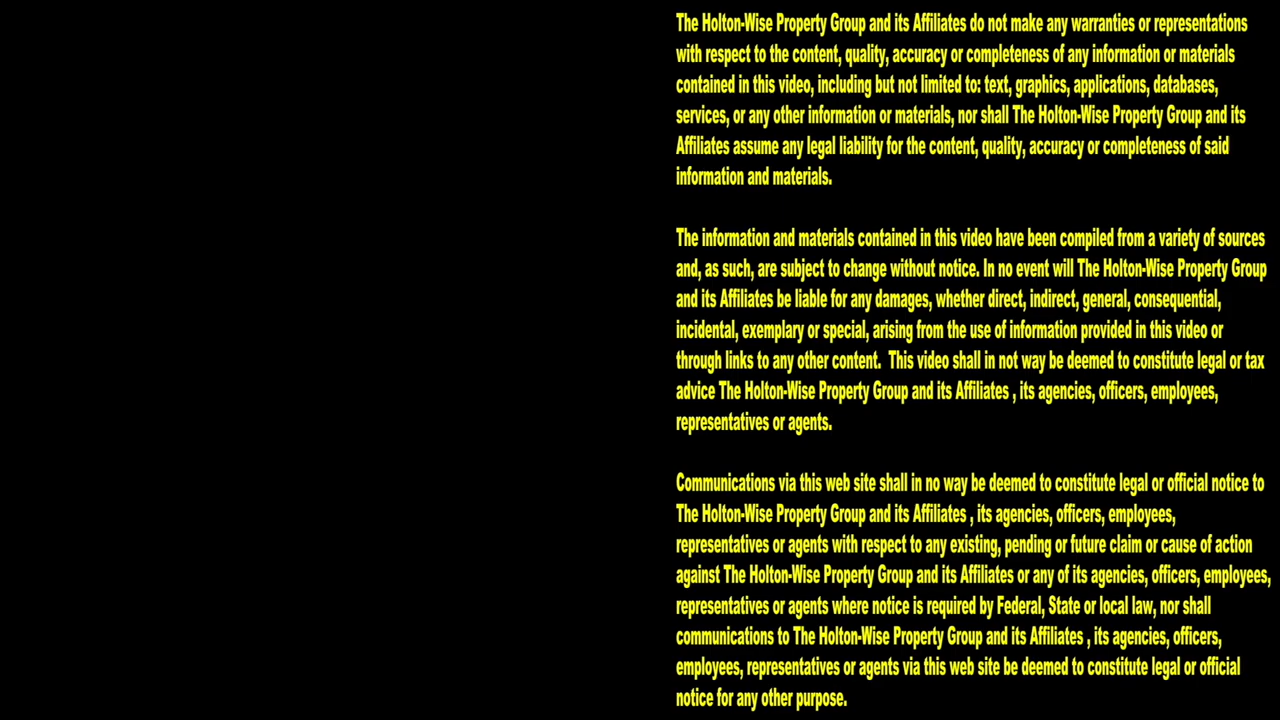 The Holton-Wise Property Group and its Affiliates do not make any warranties or representations
with respect to the content, quality, accuracy or completeness of any information or materials
contained in this video, including but not limited to: text, graphics, applications, databases,
services, or any other information or materials, nor shall The Holton-Wise Property Group and its
Affiliates assume any legal liability for the content, quality, accuracy or completeness of said
information and materials.
The information and materials contained in this video have been compiled from a variety of sources
and, as such, are subject to change without notice. In no event will The Holton-Wise Property Group
and its Affiliates be liable for any damages, whether direct, indirect, general, consequential,
incidental, exemplary or special, arising from the use of information provided in this video or
through links to any other content.  This video shall in not way be deemed to constitute legal or tax
advice The Holton-Wise Property Group and its Affiliates , its agencies, officers, employees,
representatives or agents.
Communications via this web site shall in no way be deemed to constitute legal or official notice to
The Holton-Wise Property Group and its Affiliates , its agencies, officers, employees,
representatives or agents with respect to any existing, pending or future claim or cause of action
against The Holton-Wise Property Group and its Affiliates or any of its agencies, officers, employees,
representatives or agents where notice is required by Federal, State or local law, nor shall
communications to The Holton-Wise Property Group and its Affiliates , its agencies, officers,
employees, representatives or agents via this web site be deemed to constitute legal or official
notice for any other purpose.